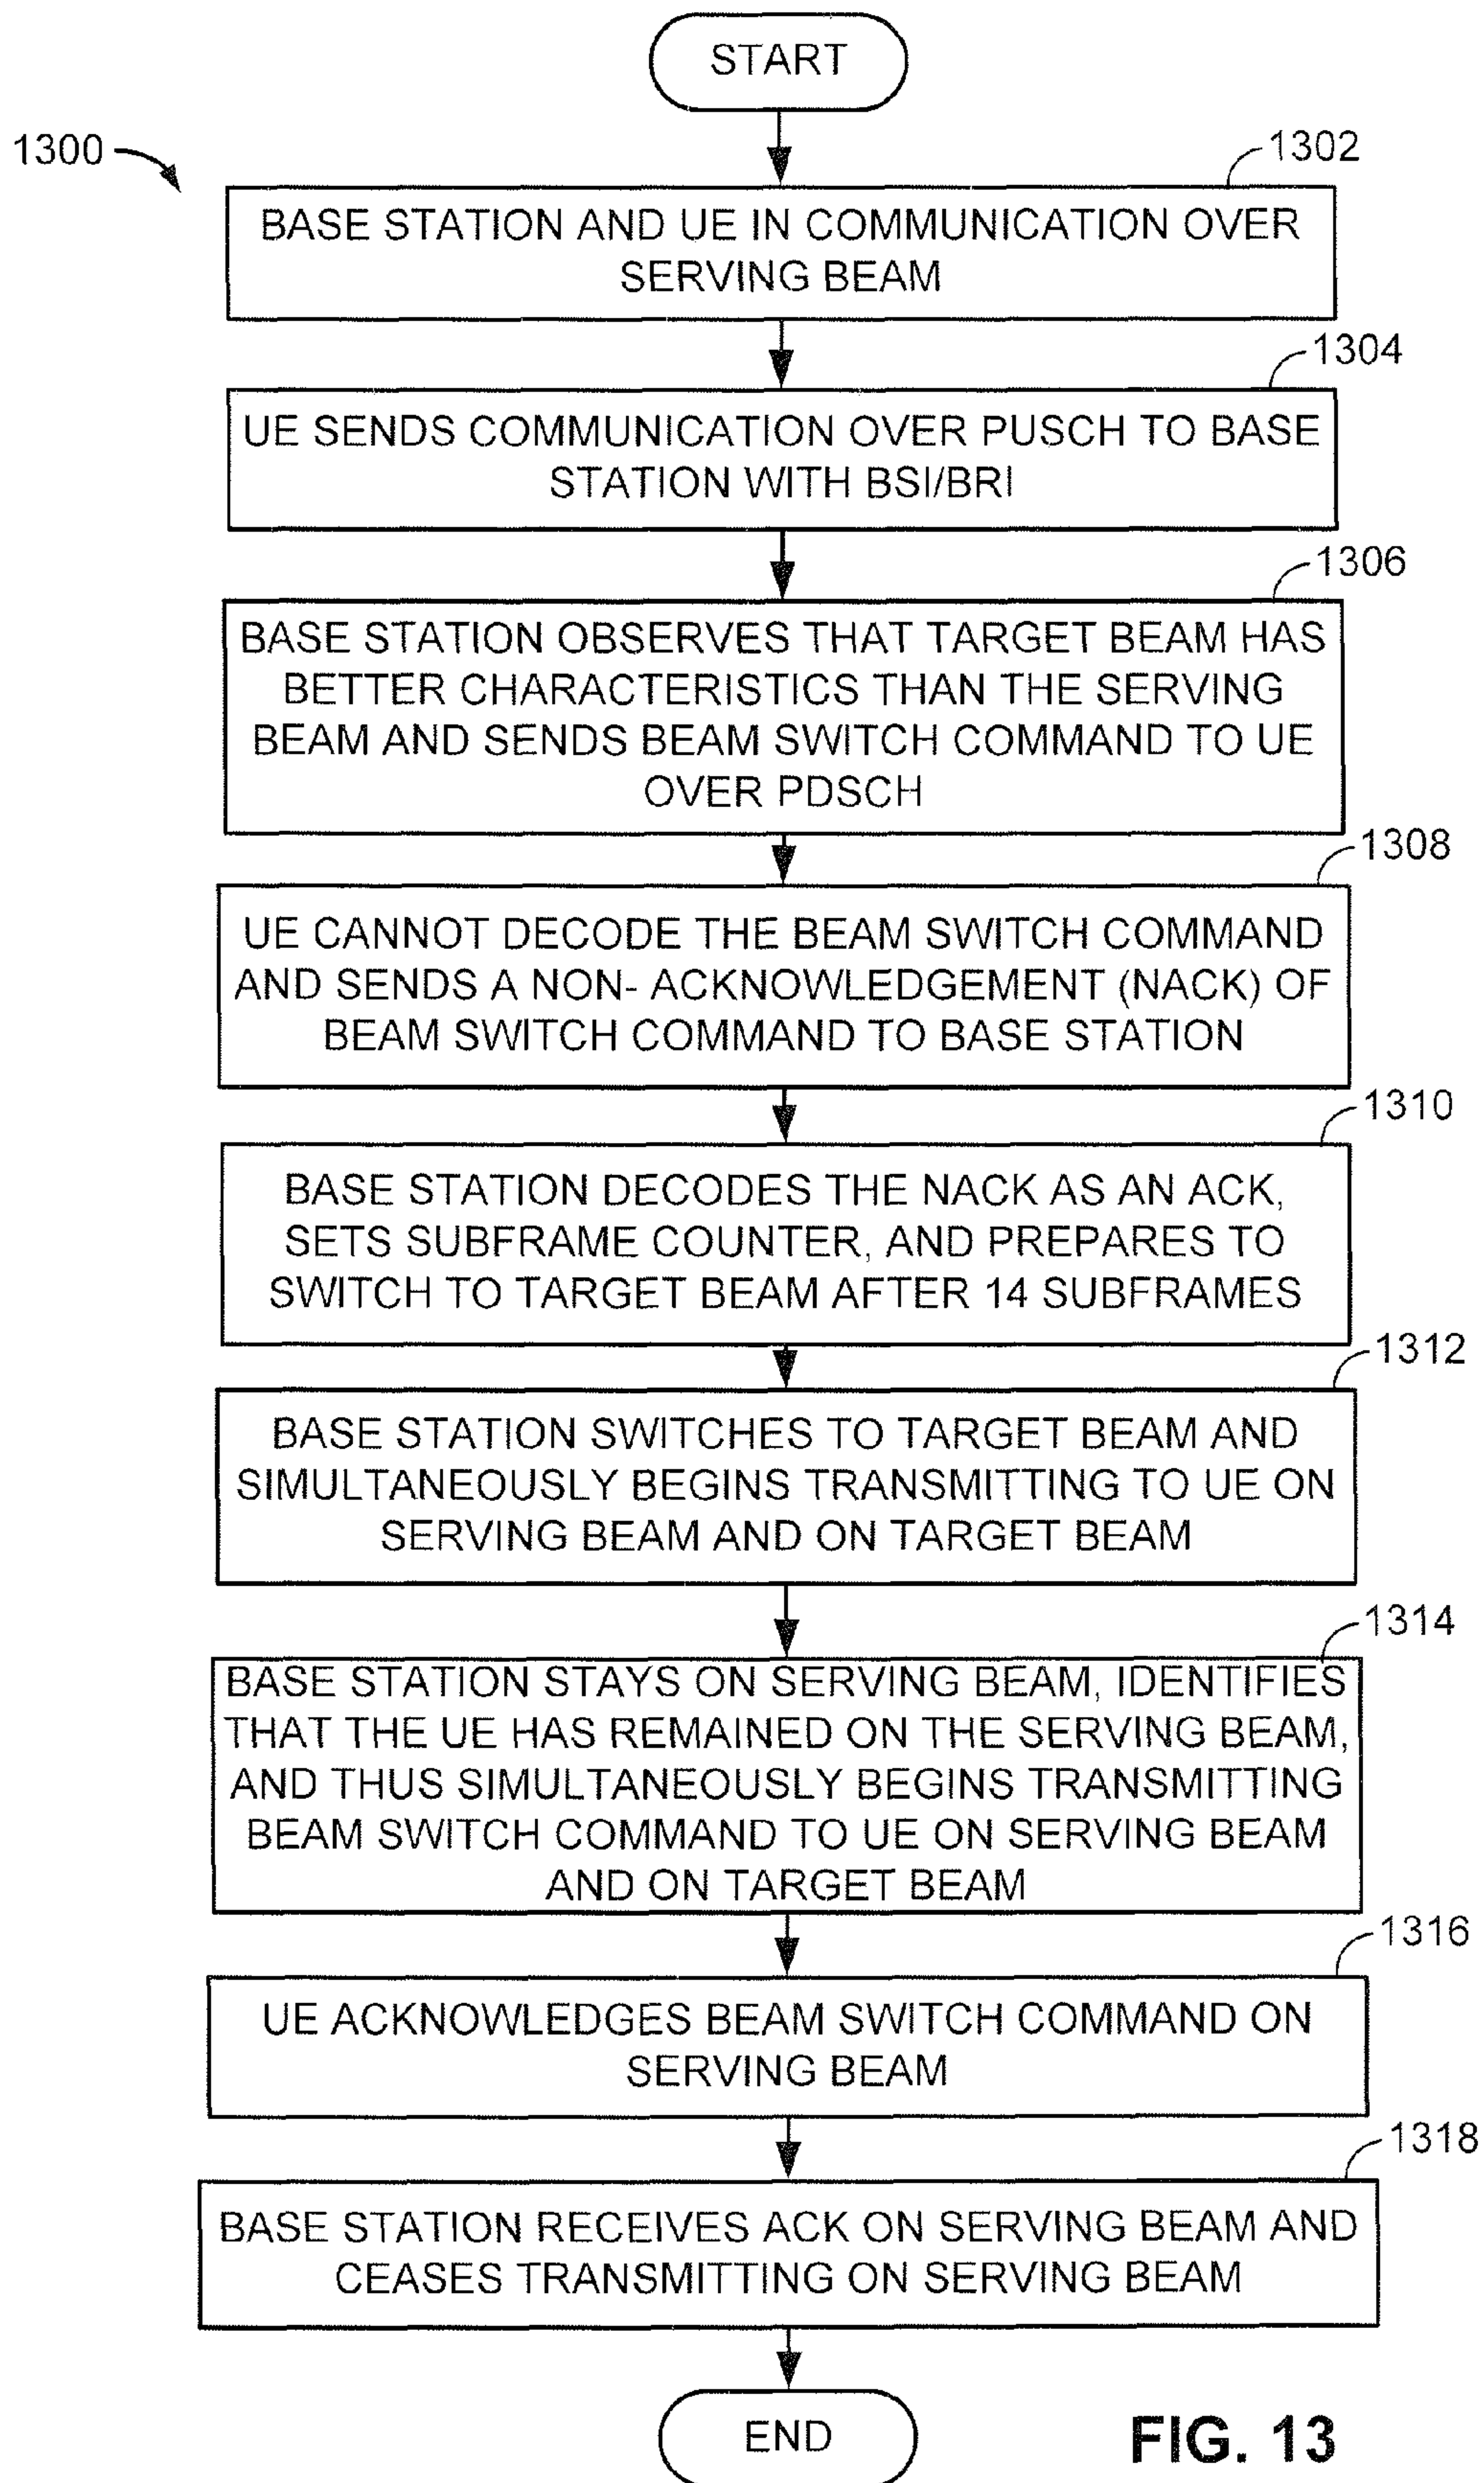 START
1300
1302
BASE STATION AND UE IN COMMUNICATION OVER
SERVING BEAM
1304
UE SENDS COMMUNICATION OVER PUSCH TO BASE
STATION WITH BSI/BRI
1306
BASE STATION OBSERVES THAT TARGET BEAM HAS
BETTER CHARACTERISTICS THAN THE SERVING
BEAM AND SENDS BEAM SWITCH COMMAND TO UE
OVER PDSCH
1308
UE CANNOT DECODE THE BEAM SWITCH COMMAND
AND SENDS A NON- ACKNOWLEDGEMENT (NACK) OF
BEAM SWITCH COMMAND TO BASE STATION
1310
BASE STATION DECODES THE NACK AS AN ACK,
SETS SUBFRAME COUNTER, AND PREPARES TO
SWITCH TO TARGET BEAM AFTER 14 SUBFRAMES
1312
BASE STATION SWITCHES TO TARGET BEAM AND
SIMULTANEOUSLY BEGINS TRANSMITTING TO UE ON
SERVING BEAM AND ON TARGET BEAM
1314
BASE STATION STAYS ON SERVING BEAM, IDENTIFIES
THAT THE UE HAS REMAINED ON THE SERVING BEAM,
AND THUS SIMULTANEOUSLY BEGINS TRANSMITTING
BEAM SWITCH COMMAND TO UE ON SERVING BEAM
AND ON TARGET BEAM
1316
UE ACKNOWLEDGES BEAM SWITCH COMMAND ON
SERVING BEAM
1318
BASE STATION RECEIVES ACK ON SERVING BEAM AND
CEASES TRANSMITTING ON SERVING BEAM
END
FIG. 13